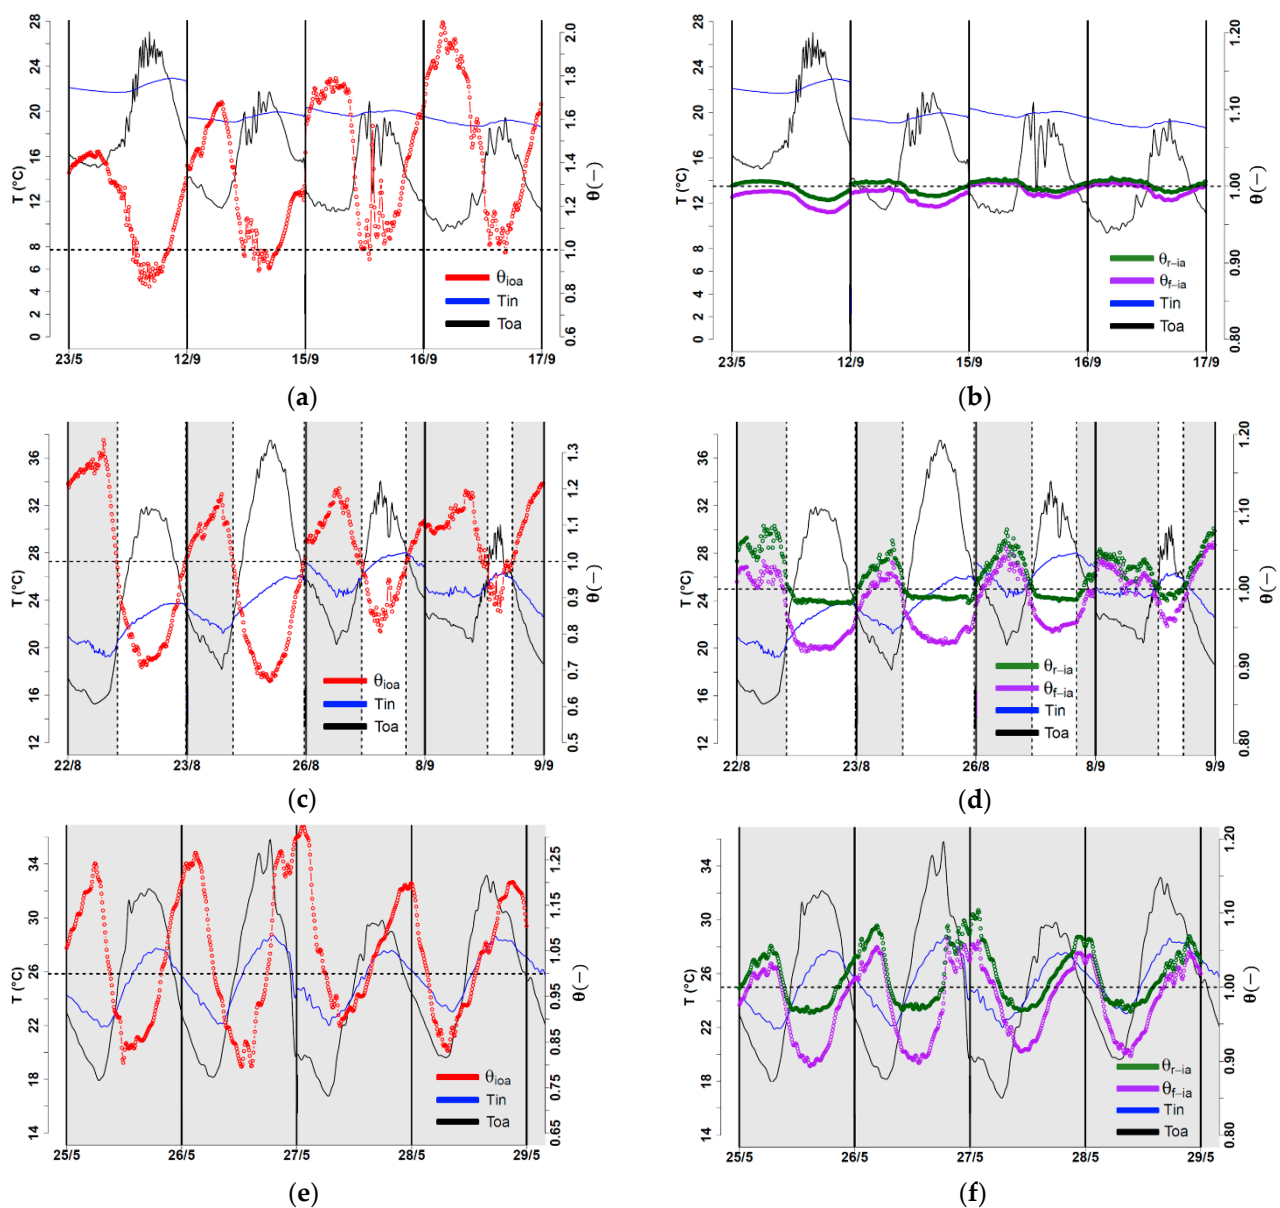 28 24 20 16 12 8 6 4 2 0
T (°C)
2.0 1.8 1.6 1.4 1.2 1.0 0.8 0.6
θ(−)
θioa
Tin
Toa
23/5 12/9 15/9 16/9 17/9
(a)
28 24 20 16 12 8 6 4 2 0
T (°C)
1.20 1.10 1.00 0.90 0.80
θ(−)
θr−ia
θf−ia
Tin
Toa
23/5 12/9 15/9 16/9 17/9
(b)
36 32 28 24 20 16 12
T (°C)
1.3 1.2 1.1 1.0 0.9 0.8 0.7 0.6 0.5
θ(−)
θioa
Tin
Toa
22/8 23/8 26/8 8/9 9/9
(c)
36 32 28 24 20 16 12
T (°C)
1.20 1.10 1.00 0.90 0.80
θ(−)
θr−ia
θf−ia
Tin
Toa
22/8 23/8 26/8 8/9 9/9
(d)
34 30 26 22 18 14
T (°C)
1.25 1.15 1.05 0.95 0.85 0.75 0.65
θ(−)
θioa
Tin
Toa
25/5 26/5 27/5 28/5 29/5
(e)
34 30 26 22 18 14
T (°C)
1.20 1.10 1.00 0.90 0.80
θ(−)
θr−ia
θf−ia
Tin
Toa
25/5 26/5 27/5 28/5 29/5
(f)